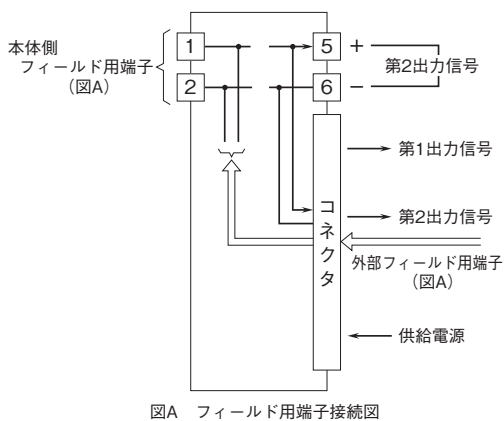 本体側
フィールド用端子
（図A）
1
2
5
+
6
−
第2出力信号
第1出力信号
第2出力信号
コネクタ
外部フィールド用端子
（図A）
供給電源
図A　フィールド用端子接続図